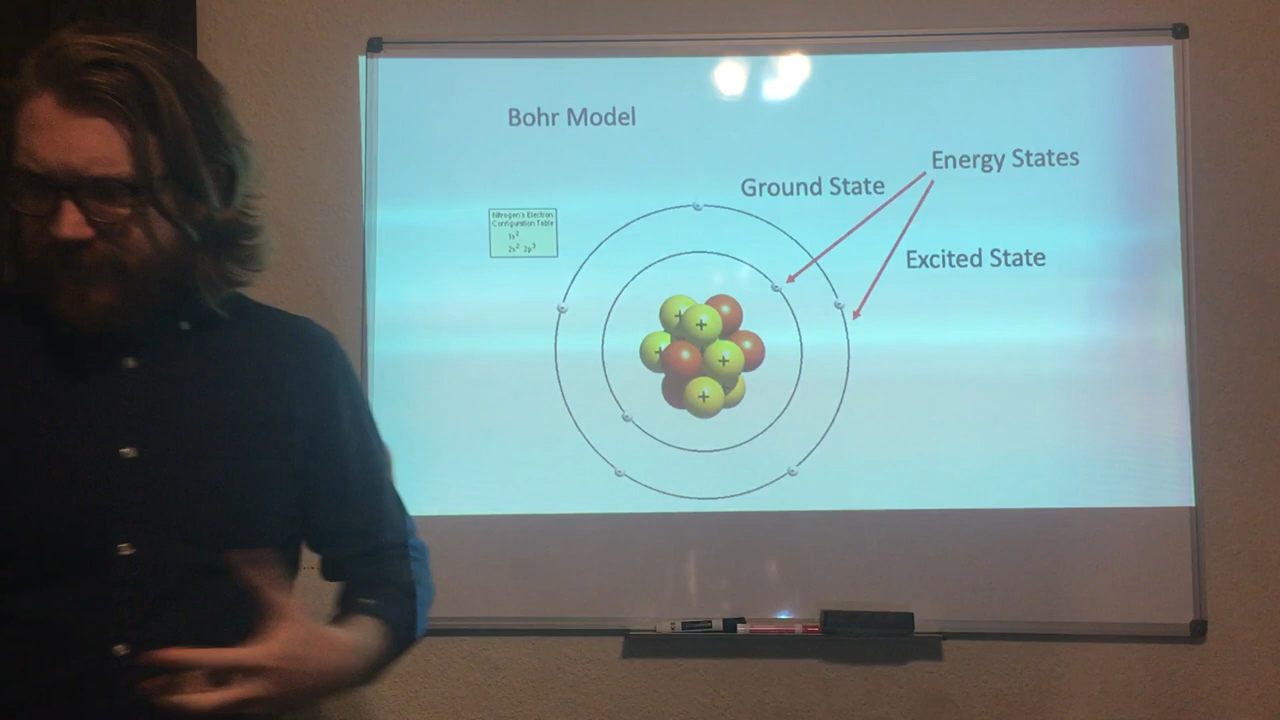 Bohr Model
Energy States
Ground State
Nitrogen's Electron
Configuration Table
1s²
2s² 2p³
Excited State
+
+
+
+
+